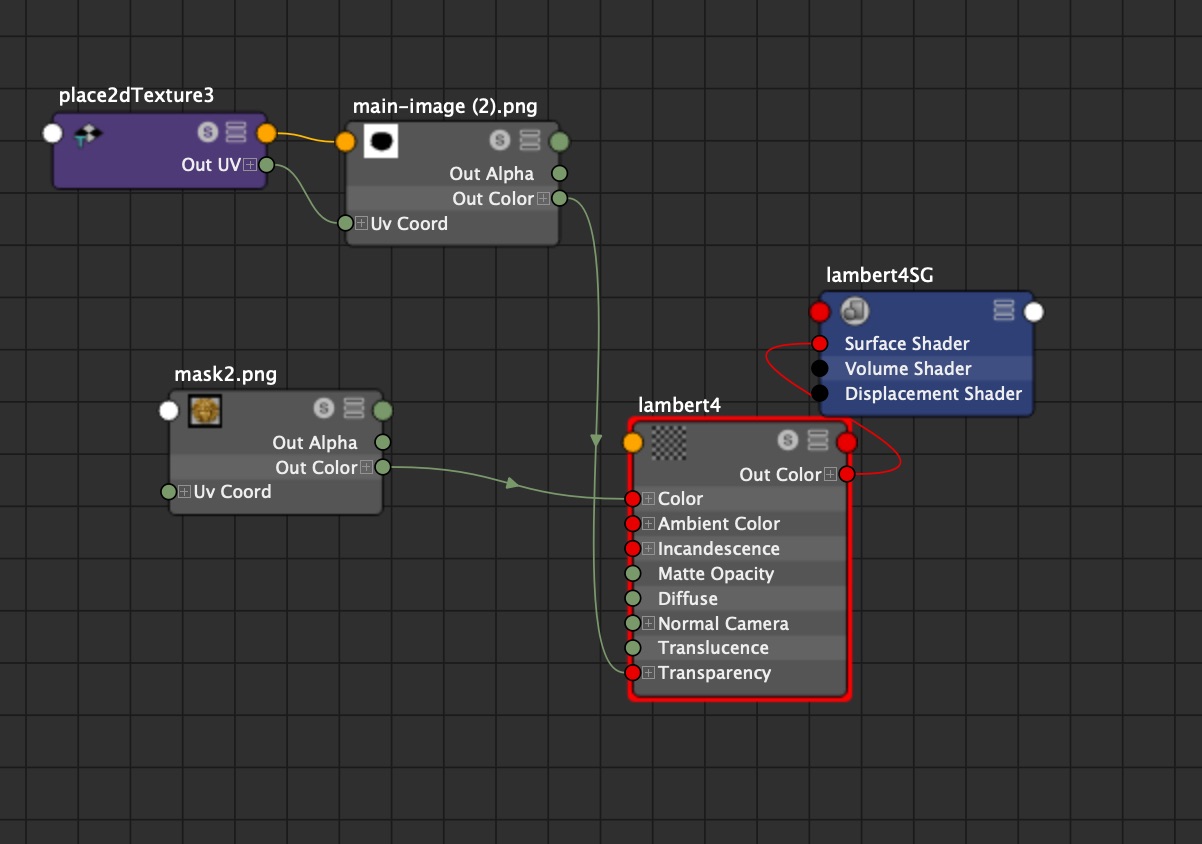 place2dTexture3
S
Out UV
main-image (2).png
S
Out Alpha
Out Color
Uv Coord
mask2.png
S
Out Alpha
Out Color
Uv Coord
lambert4SG
Surface Shader
Volume Shader
Displacement Shader
lambert4
S
Out Color
Color
Ambient Color
Incandescence
Matte Opacity
Diffuse
Normal Camera
Translucence
Transparency